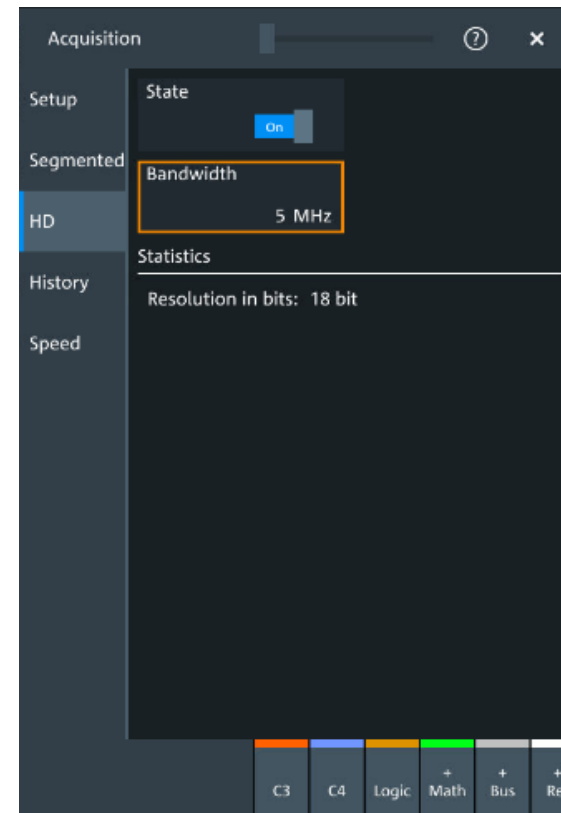 Acquisition
?
×
Setup
Segmented
HD
History
Speed
State
On
Bandwidth
5 MHz
Statistics
Resolution in bits: 18 bit
C3
C4
Logic
+
Math
+
Bus
+
Re